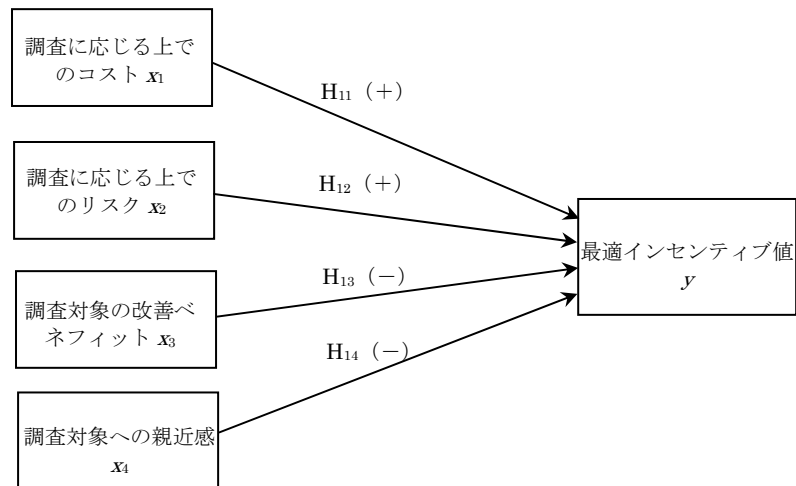 調査に応じる上で
のコスト x₁
H₁₁（＋）
調査に応じる上で
のリスク x₂
H₁₂（＋）
調査対象の改善ベ
ネフィット x₃
H₁₃（－）
調査対象への親近感
x₄
H₁₄（－）
最適インセンティブ値
y